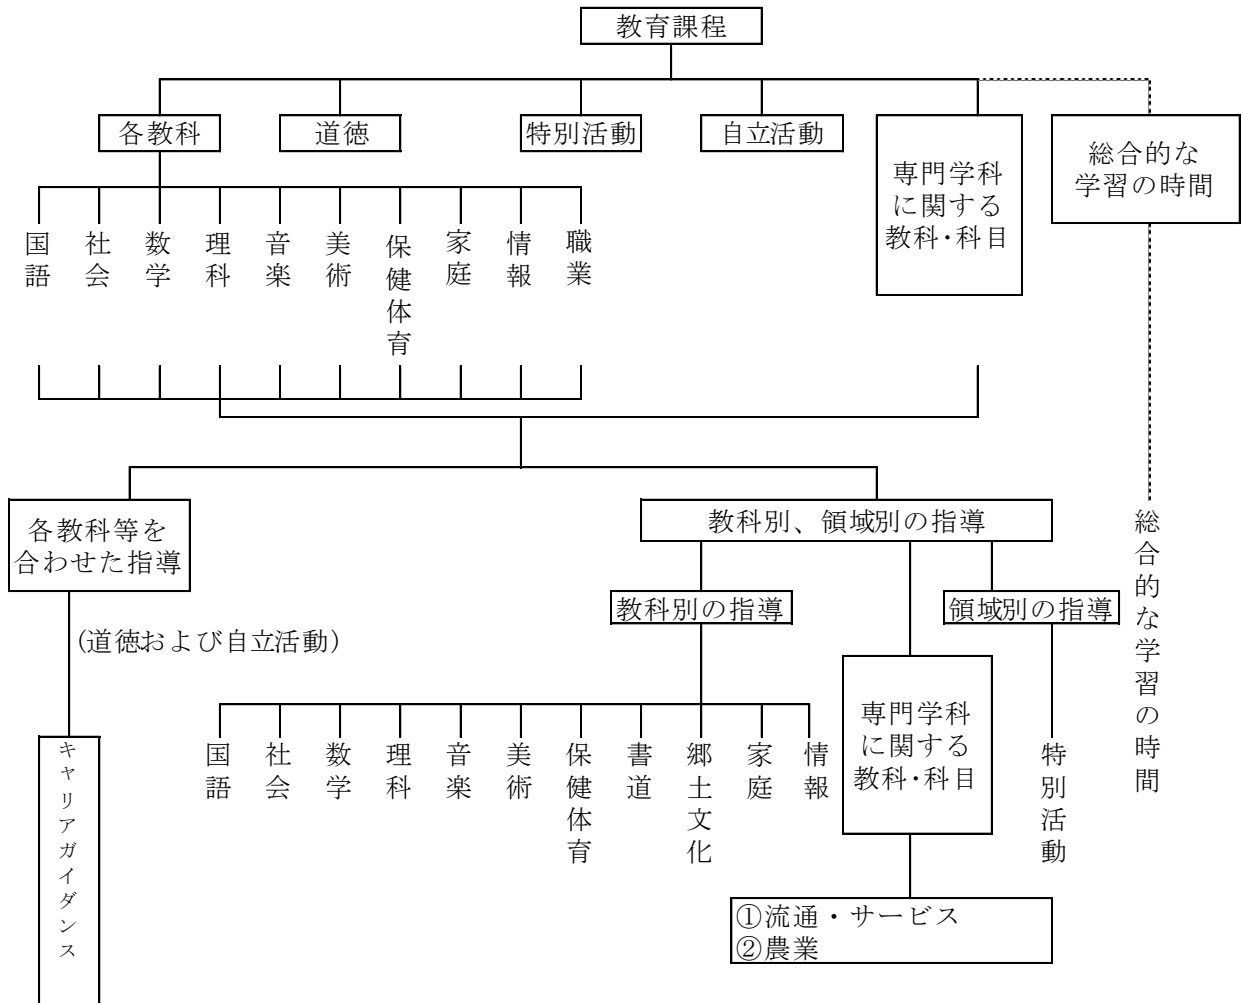 教育課程
各教科
道徳
特別活動
自立活動
専門学科
に関する
教科・科目
総合的な
学習の時間
国語
社会
数学
理科
音楽
美術
保健体育
家庭
情報
職業
各教科等を
合わせた指導
教科別、領域別の指導
総合的な学習の時間
教科別の指導
領域別の指導
(道徳および自立活動)
専門学科
に関する
教科・科目
キャリアガイダンス
国語
社会
数学
理科
音楽
美術
保健体育
書道
郷土文化
家庭
情報
特別活動
①流通・サービス
②農業